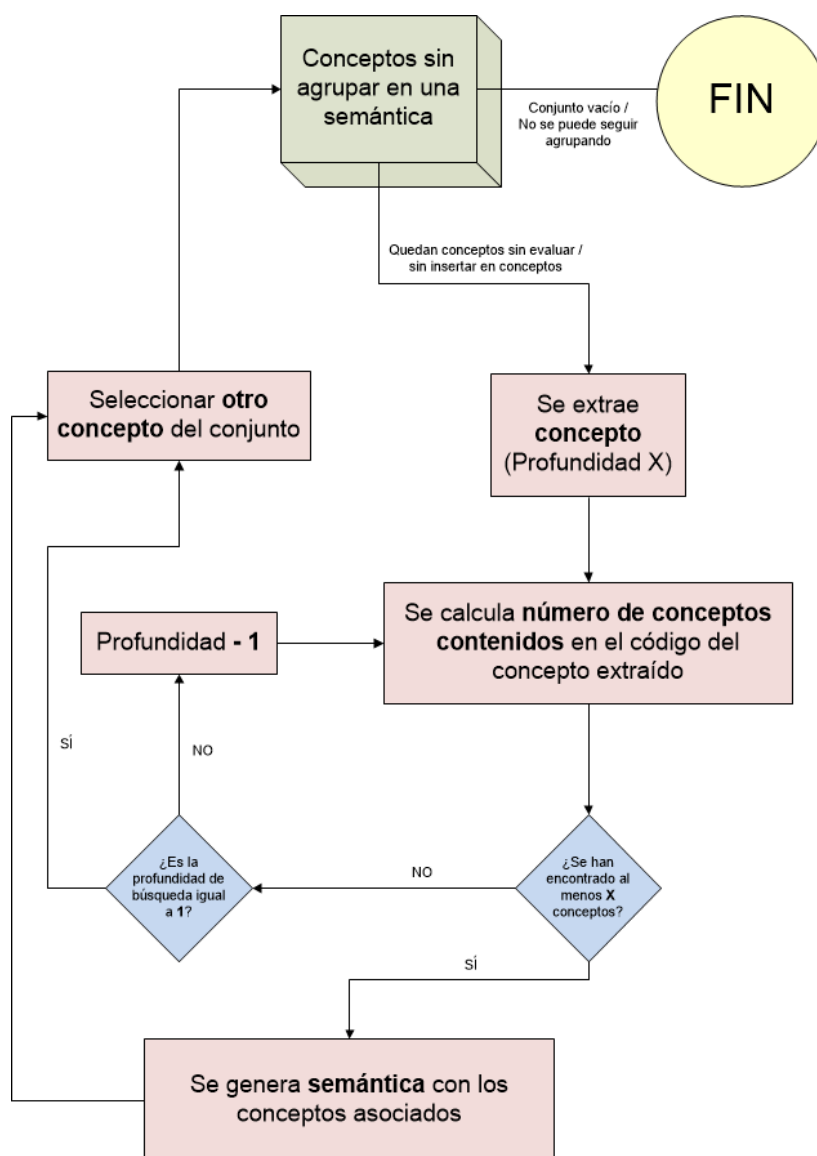 Conceptos sin
agrupar en una
semántica
Conjunto vacío /
No se puede seguir
agrupando
FIN
Quedan conceptos sin evaluar /
sin insertar en conceptos
Seleccionar otro
concepto del conjunto
Se extrae
concepto
(Profundidad X)
Profundidad - 1
Se calcula número de conceptos
contenidos en el código del
concepto extraído
SÍ
NO
¿Es la
profundidad de
búsqueda igual
a 1?
NO
¿Se han
encontrado al
menos X
conceptos?
SÍ
Se genera semántica con los
conceptos asociados